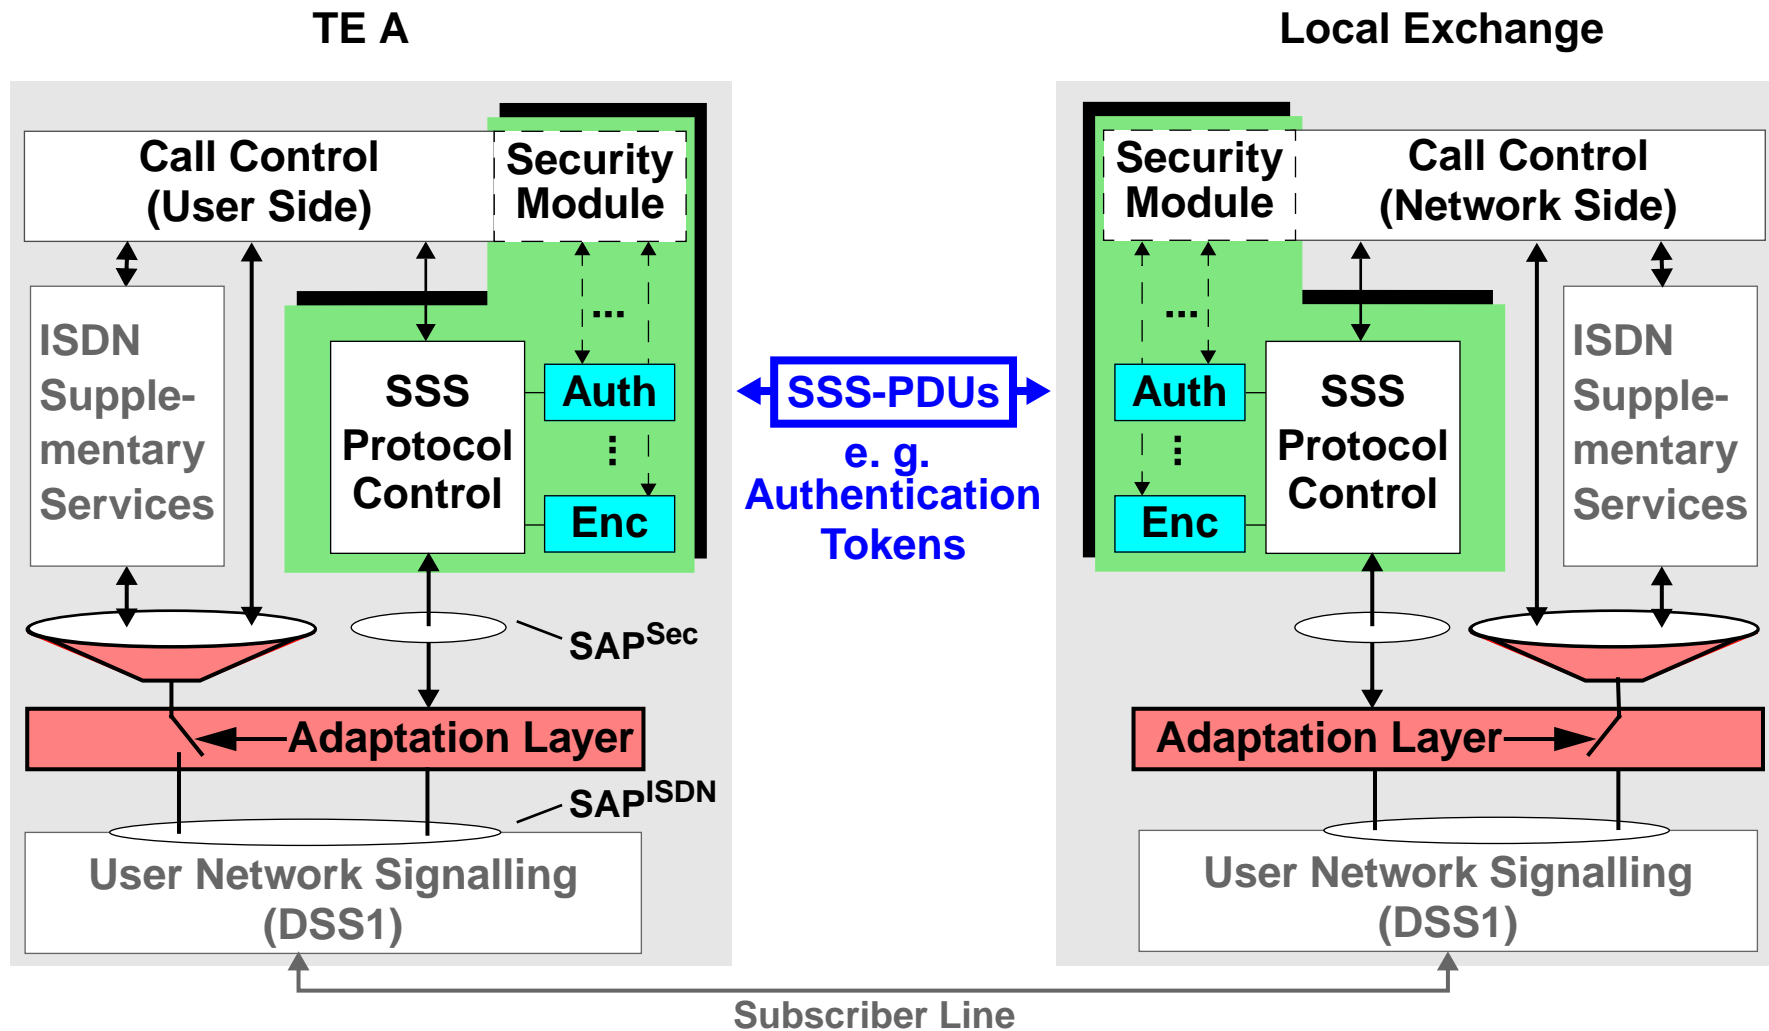 TE A
Local Exchange
Call Control
(User Side)
Security
Module
Security
Module
Call Control
(Network Side)
ISDN
Supple-
mentary
Services
...
SSS
Protocol
Control
Auth
...
Enc
SSS-PDUs
e. g.
Authentication
Tokens
...
Auth
...
Enc
SSS
Protocol
Control
ISDN
Supple-
mentary
Services
SAPSec
Adaptation Layer
Adaptation Layer
SAPISDN
User Network Signalling
(DSS1)
User Network Signalling
(DSS1)
Subscriber Line